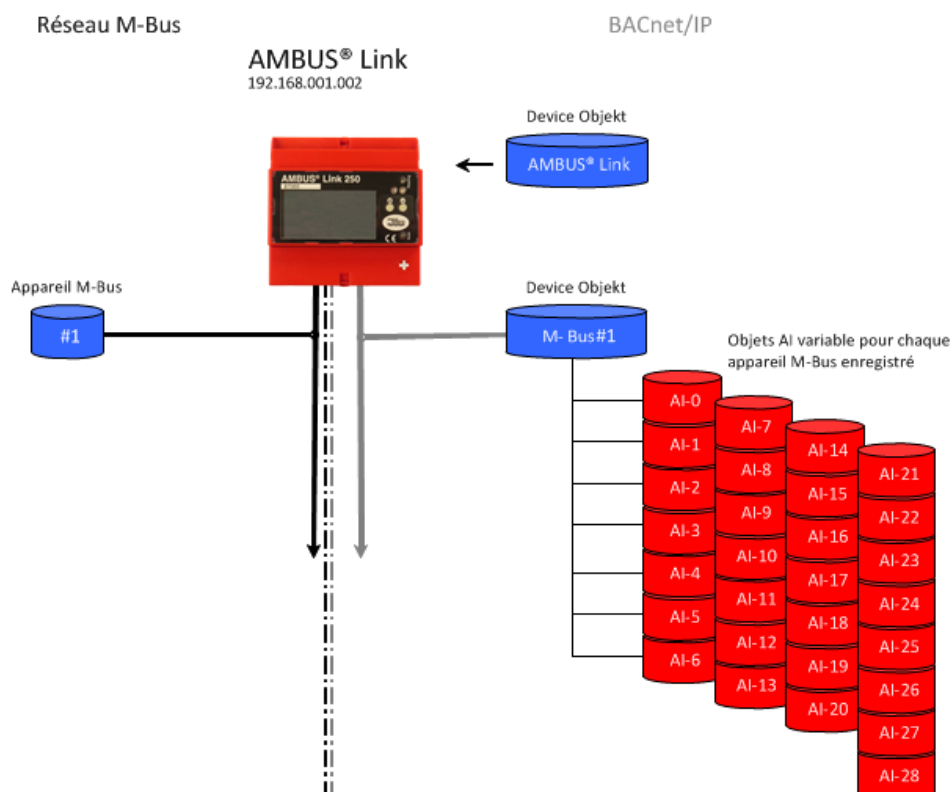 Réseau M-Bus
BACnet/IP
AMBUS® Link
192.168.001.002
Device Objekt
AMBUS® Link
AMBUS® Link 250
CE
Appareil M-Bus
#1
Device Objekt
M- Bus#1
Objets AI variable pour chaque
appareil M-Bus enregistré
AI-0
AI-1
AI-2
AI-3
AI-4
AI-5
AI-6
AI-7
AI-8
AI-9
AI-10
AI-11
AI-12
AI-13
AI-14
AI-15
AI-16
AI-17
AI-18
AI-19
AI-20
AI-21
AI-22
AI-23
AI-24
AI-25
AI-26
AI-27
AI-28